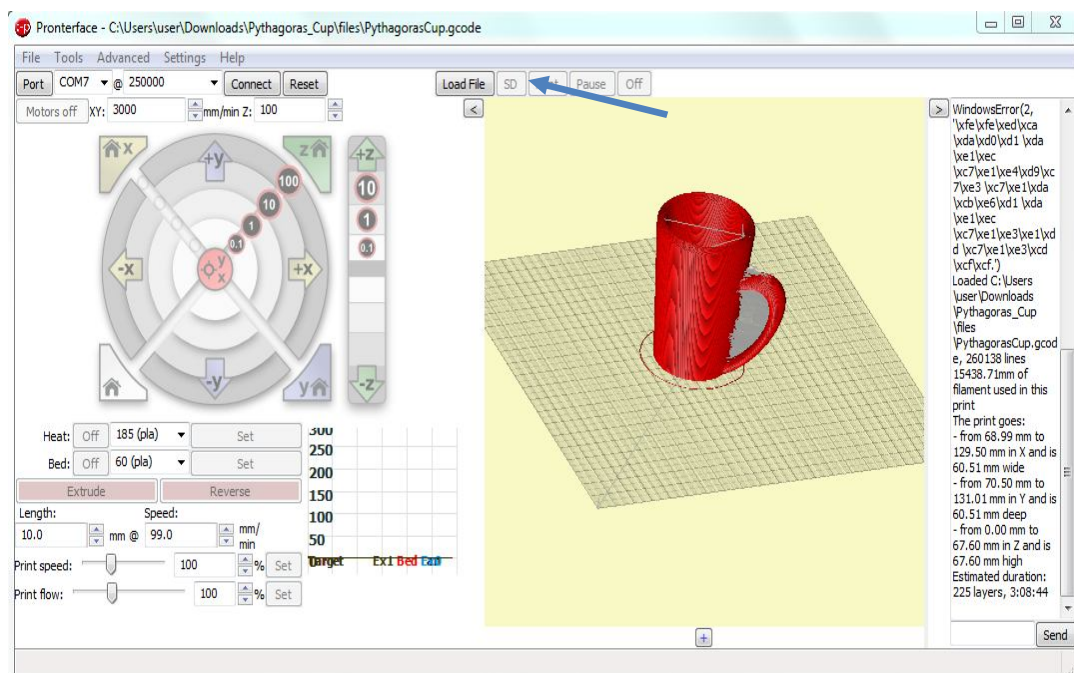 Pronterface - C:\Users\user\Downloads\Pythagoras_Cup\files\PythagorasCup.gcode
File Tools Advanced Settings Help
Port COM7 @ 250000 Connect Reset Load File SD Pause Off
Motors off XY: 3000 mm/min Z: 100 < >
x +y z +z
100 10 1 0.1
10
1
0.1
-x y x +x
-y y -z
Heat: Off 185 (pla) Set
Bed: Off 60 (pla) Set
Extrude Reverse
Length: Speed:
10.0 mm @ 99.0 mm/
min
Print speed: 100 % Set
Print flow: 100 % Set
300
250
200
150
100
50
Target Ex1 Bed
+
WindowsError(2,
'\xfe\xfe\xed\xca
\xda\xd0\xd1 \xda
\xe1\xec
\xc7\xe1\xe4\xd9\xc
7\xe3 \xc7\xe1\xda
\xcb\xe6\xd1 \xda
\xe1\xec
\xc7\xe1\xe3\xe1\xd
d \xc7\xe1\xe3\xcd
\xcf\xcf.')
Loaded C:\Users
\user\Downloads
\Pythagoras_Cup
\files
\PythagorasCup.gcod
e, 260138 lines
15438.71mm of
filament used in this
print
The print goes:
- from 68.99 mm to
129.50 mm in X and is
60.51 mm wide
- from 70.50 mm to
131.01 mm in Y and is
60.51 mm deep
- from 0.00 mm to
67.60 mm in Z and is
67.60 mm high
Estimated duration:
225 layers, 3:08:44
Send